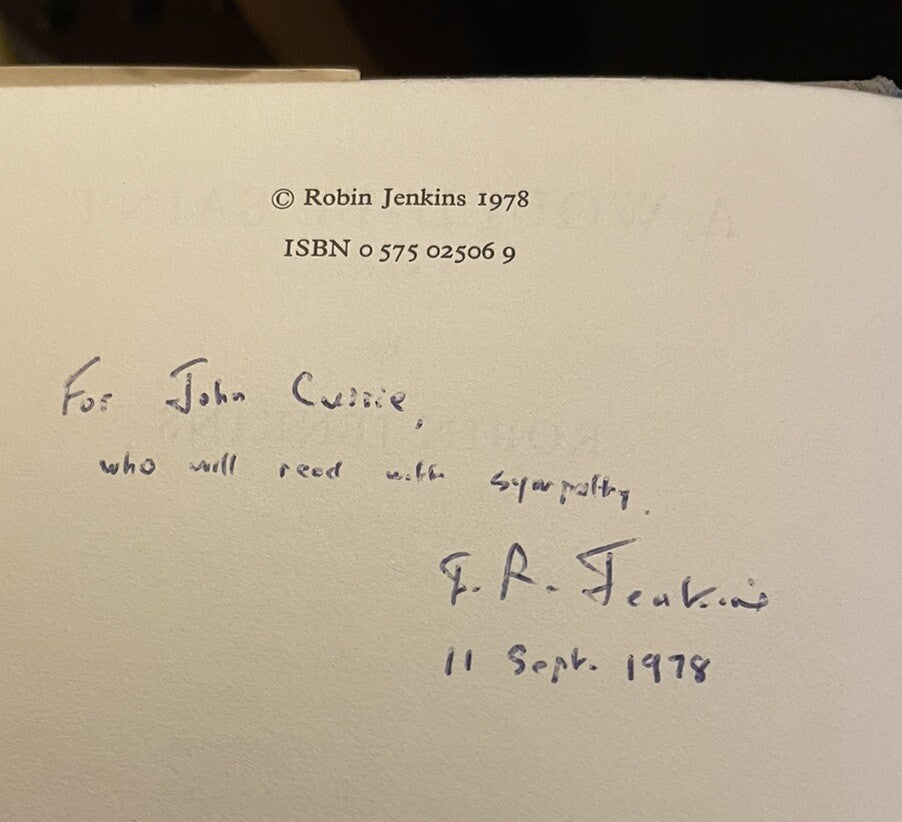 © Robin Jenkins 1978
ISBN 0 575 02506 9
For John Currie,
who will read with sympathy.
J. R. Jenkins
11 Sept. 1978